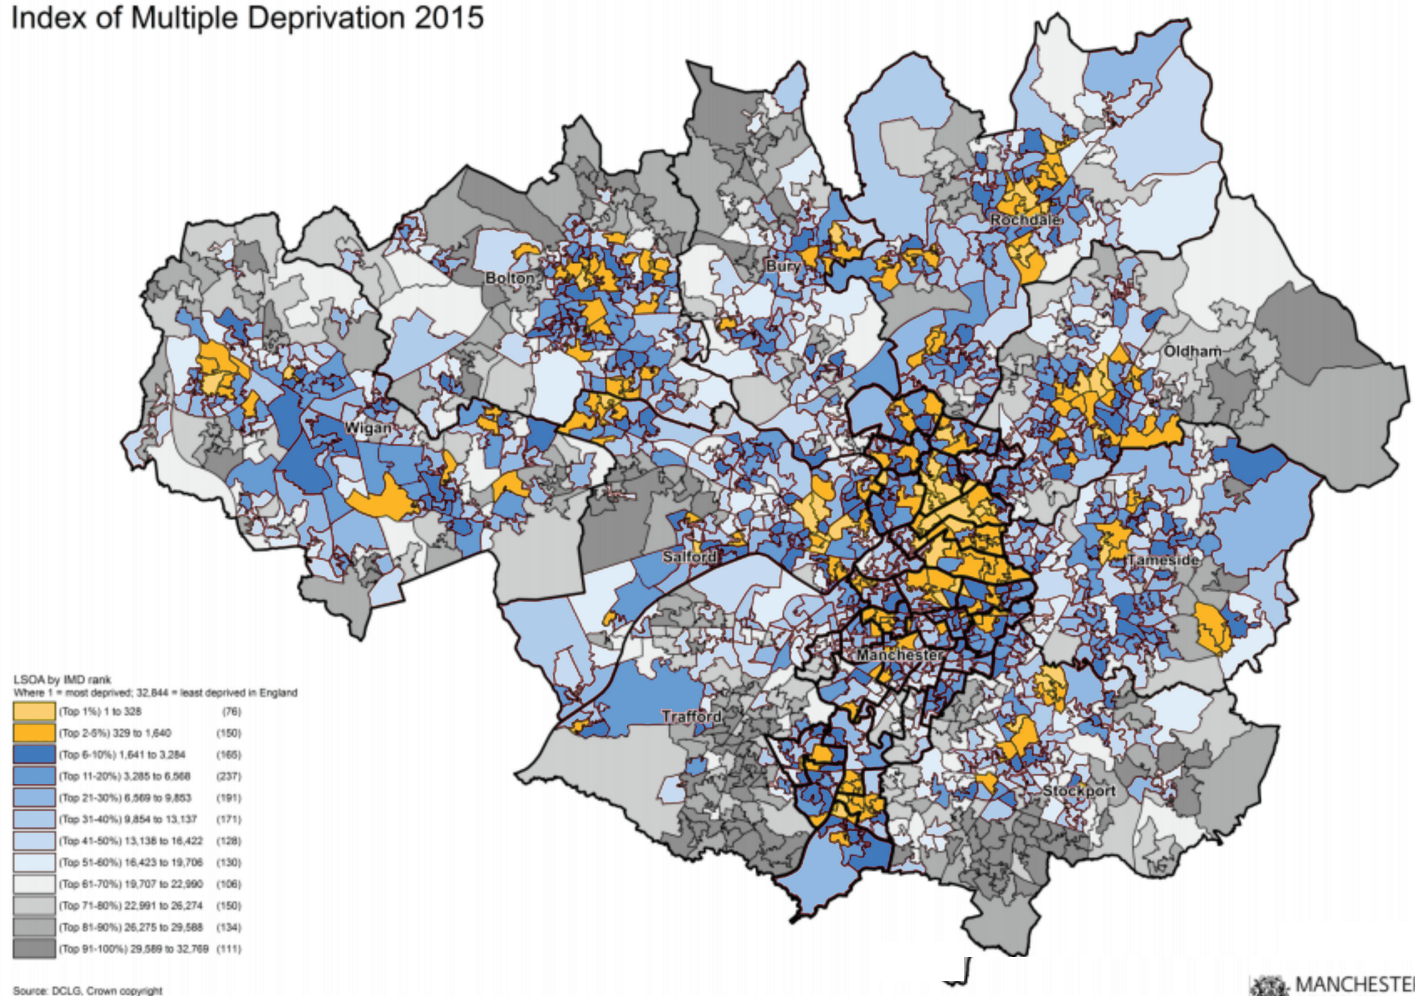 Index of Multiple Deprivation 2015
Rochdale
Bury
Bolton
Oldham
Wigan
Salford
Tameside
Manchester
Trafford
Stockport
LSOA by IMD rank
Where 1 = most deprived; 32,844 = least deprived in England
(Top 1%) 1 to 328 (76)
(Top 2-5%) 329 to 1,640 (150)
(Top 6-10%) 1,641 to 3,284 (165)
(Top 11-20%) 3,285 to 6,568 (237)
(Top 21-30%) 6,569 to 9,853 (191)
(Top 31-40%) 9,854 to 13,137 (171)
(Top 41-50%) 13,138 to 16,422 (128)
(Top 51-60%) 16,423 to 19,706 (130)
(Top 61-70%) 19,707 to 22,990 (106)
(Top 71-80%) 22,991 to 26,274 (150)
(Top 81-90%) 26,275 to 29,588 (134)
(Top 91-100%) 29,589 to 32,769 (111)
Source: DCLG, Crown copyright
MANCHESTER